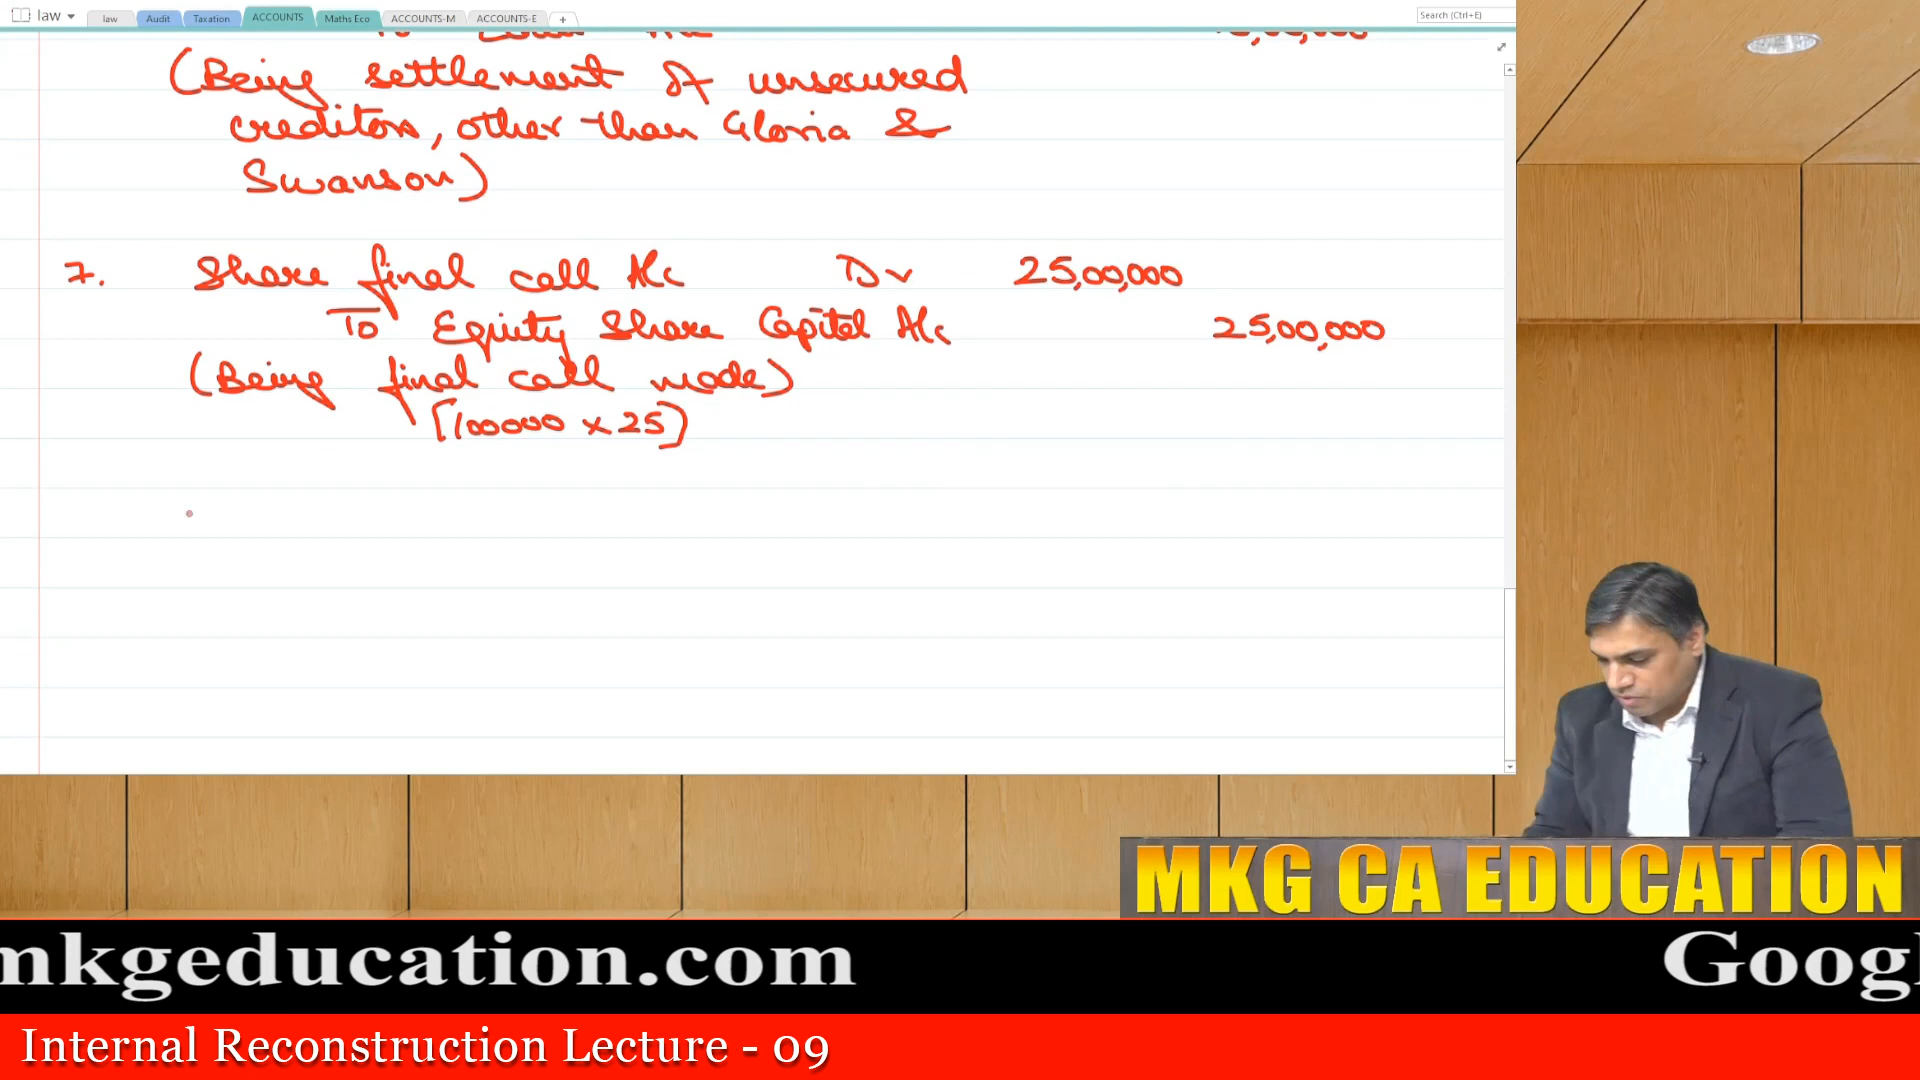 law
law
Audit
Taxation
ACCOUNTS
Maths Eco
ACCOUNTS-M
ACCOUNTS-E
+
Search (Ctrl+E)
(Being settlement of unsecured
creditors, other than Gloria &
Swanson)
7. Share final call A/c Dr 25,00,000
To Equity Share Capital A/c 25,00,000
(Being final call made)
[100000 x 25]
MKG CA EDUCATION
mkgeducation.com
Googl
Internal Reconstruction Lecture - 09